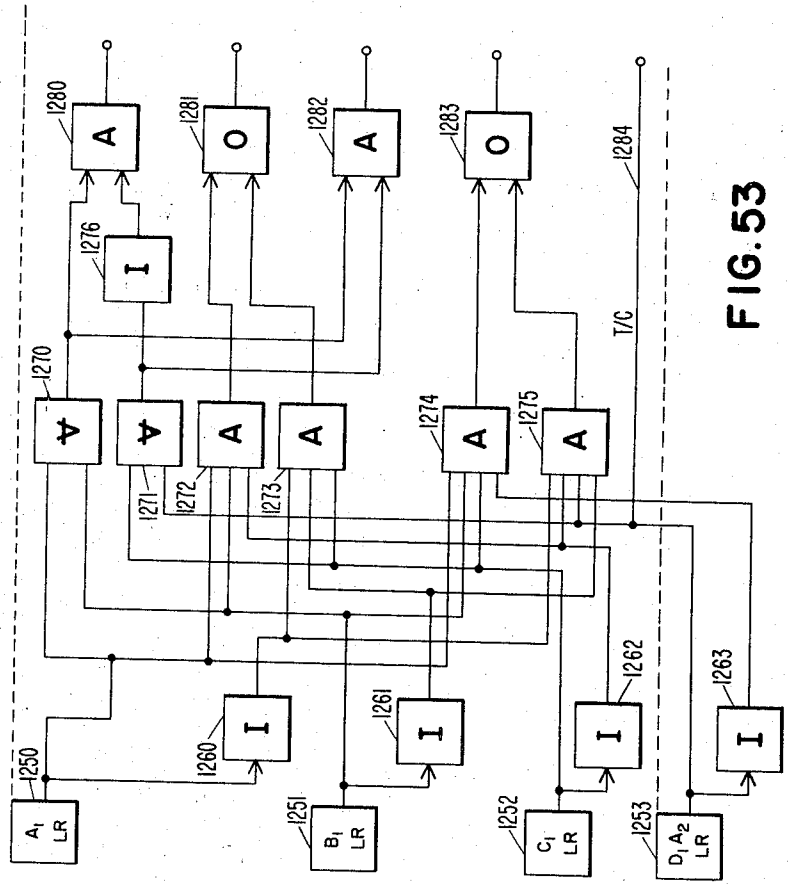 1250
A₁
LR
1260
I
1251
B₁
LR
1261
I
1252
C₁
LR
1262
I
1253
D₁ A₂
LR
1263
I
1270
∀
1271
∀
1272
A
1273
A
1274
A
1275
A
1276
I
1280
A
1281
O
1282
A
1283
O
T/C
1284
FIG.53